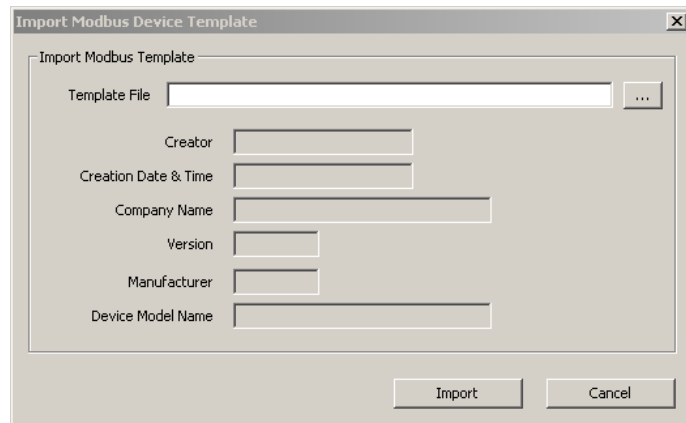 Import Modbus Device Template
Import Modbus Template
Template File
...
Creator
Creation Date & Time
Company Name
Version
Manufacturer
Device Model Name
Import Cancel